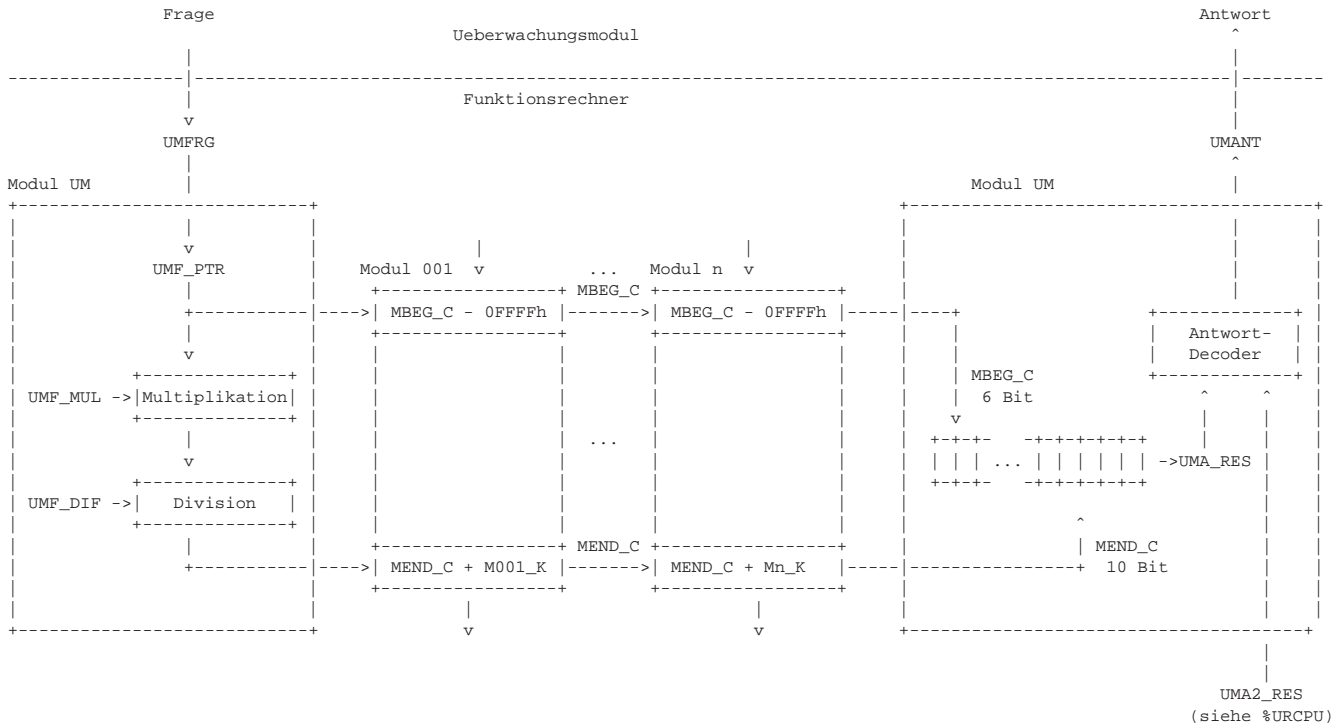 Frage Antwort
Ueberwachungsmodul
Funktionsrechner
UMFRG UMANT
Modul UM Modul UM
UMF_PTR Modul 001 ... Modul n
MBEG_C
MBEG_C - 0FFFFh MBEG_C - 0FFFFh
Antwort-
Decoder
MBEG_C
UMF_MUL -> Multiplikation 6 Bit
...
... ->UMA_RES
UMF_DIF -> Division
MEND_C MEND_C
MEND_C + M001_K MEND_C + Mn_K 10 Bit
UMA2_RES
(siehe %URCPU)